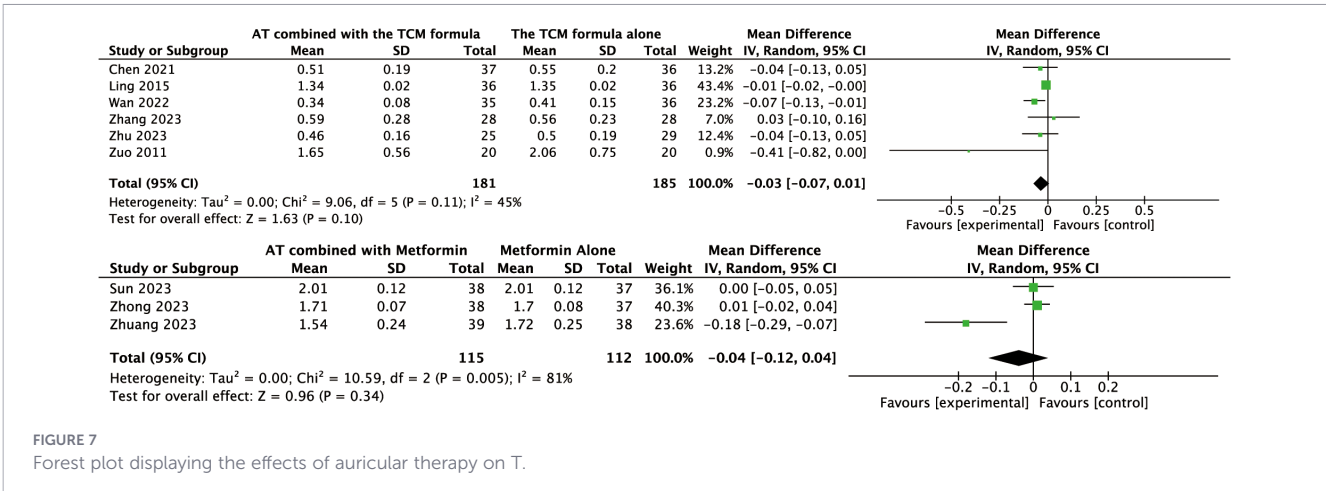 AT combined with the TCM formula The TCM formula alone Mean Difference Mean Difference
Study or Subgroup Mean SD Total Mean SD Total Weight IV, Random, 95% CI IV, Random, 95% CI
Chen 2021 0.51 0.19 37 0.55 0.2 36 13.2% -0.04 [-0.13, 0.05]
Ling 2015 1.34 0.02 36 1.35 0.02 36 43.4% -0.01 [-0.02, -0.00]
Wan 2022 0.34 0.08 35 0.41 0.15 36 23.2% -0.07 [-0.13, -0.01]
Zhang 2023 0.59 0.28 28 0.56 0.23 28 7.0% 0.03 [-0.10, 0.16]
Zhu 2023 0.46 0.16 25 0.5 0.19 29 12.4% -0.04 [-0.13, 0.05]
Zuo 2011 1.65 0.56 20 2.06 0.75 20 0.9% -0.41 [-0.82, 0.00]
Total (95% CI) 181 185 100.0% -0.03 [-0.07, 0.01]
Heterogeneity: Tau² = 0.00; Chi² = 9.06, df = 5 (P = 0.11); I² = 45%
Test for overall effect: Z = 1.63 (P = 0.10)
-0.5 -0.25 0 0.25 0.5
Favours [experimental] Favours [control]
AT combined with Metformin Metformin Alone Mean Difference Mean Difference
Study or Subgroup Mean SD Total Mean SD Total Weight IV, Random, 95% CI IV, Random, 95% CI
Sun 2023 2.01 0.12 38 2.01 0.12 37 36.1% 0.00 [-0.05, 0.05]
Zhong 2023 1.71 0.07 38 1.7 0.08 37 40.3% 0.01 [-0.02, 0.04]
Zhuang 2023 1.54 0.24 39 1.72 0.25 38 23.6% -0.18 [-0.29, -0.07]
Total (95% CI) 115 112 100.0% -0.04 [-0.12, 0.04]
Heterogeneity: Tau² = 0.00; Chi² = 10.59, df = 2 (P = 0.005); I² = 81%
Test for overall effect: Z = 0.96 (P = 0.34)
-0.2 -0.1 0 0.1 0.2
Favours [experimental] Favours [control]
FIGURE 7
Forest plot displaying the effects of auricular therapy on T.